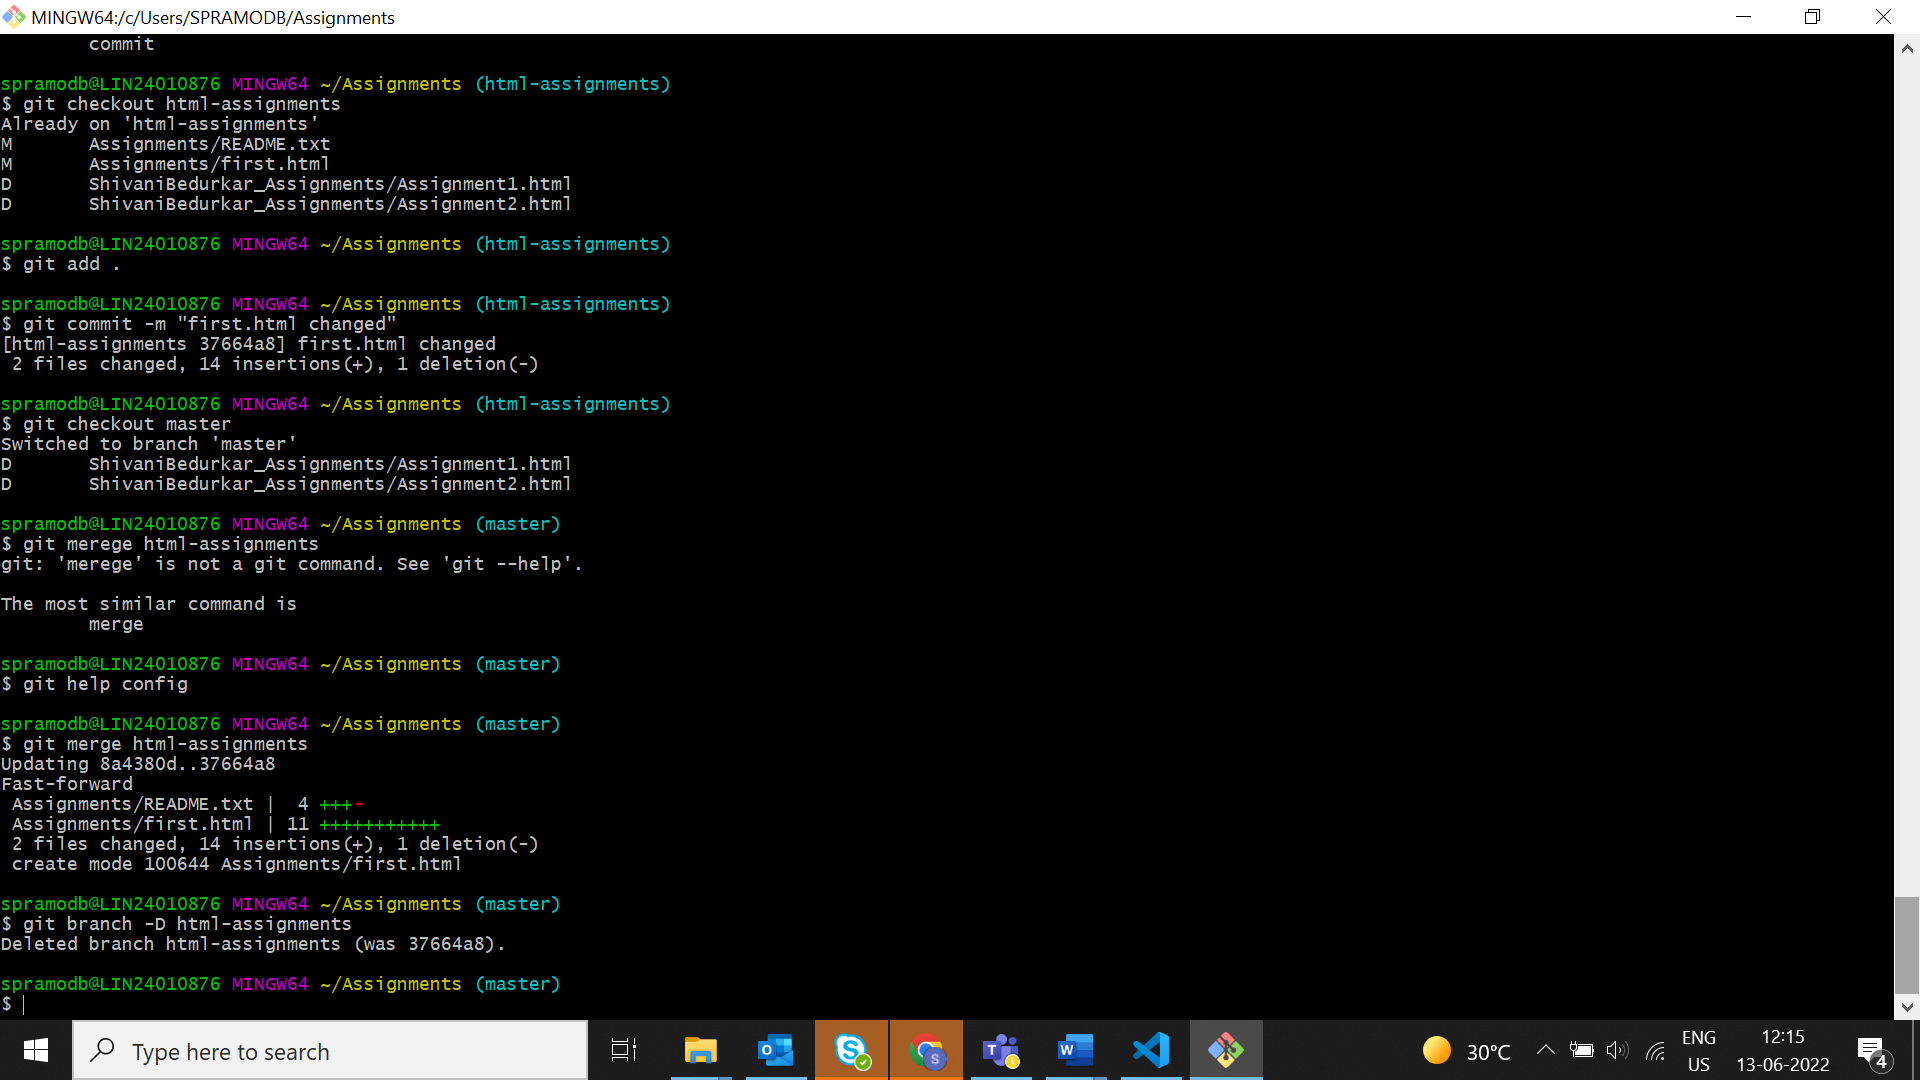 MINGW64:/c/Users/SPRAMODB/Assignments
commit
spramodb@LIN24010876 MINGW64 ~/Assignments (html-assignments)
$ git checkout html-assignments
Already on 'html-assignments'
M Assignments/README.txt
M Assignments/first.html
D ShivaniBedurkar_Assignments/Assignment1.html
D ShivaniBedurkar_Assignments/Assignment2.html
spramodb@LIN24010876 MINGW64 ~/Assignments (html-assignments)
$ git add .
spramodb@LIN24010876 MINGW64 ~/Assignments (html-assignments)
$ git commit -m "first.html changed"
[html-assignments 37664a8] first.html changed
2 files changed, 14 insertions(+), 1 deletion(-)
spramodb@LIN24010876 MINGW64 ~/Assignments (html-assignments)
$ git checkout master
Switched to branch 'master'
D ShivaniBedurkar_Assignments/Assignment1.html
D ShivaniBedurkar_Assignments/Assignment2.html
spramodb@LIN24010876 MINGW64 ~/Assignments (master)
$ git merege html-assignments
git: 'merege' is not a git command. See 'git --help'.
The most similar command is
merge
spramodb@LIN24010876 MINGW64 ~/Assignments (master)
$ git help config
spramodb@LIN24010876 MINGW64 ~/Assignments (master)
$ git merge html-assignments
Updating 8a4380d..37664a8
Fast-forward
Assignments/README.txt | 4 +++-
Assignments/first.html | 11 +++++++++++
2 files changed, 14 insertions(+), 1 deletion(-)
create mode 100644 Assignments/first.html
spramodb@LIN24010876 MINGW64 ~/Assignments (master)
$ git branch -D html-assignments
Deleted branch html-assignments (was 37664a8).
spramodb@LIN24010876 MINGW64 ~/Assignments (master)
$
Type here to search
30°C
ENG
US
12:15
13-06-2022
4